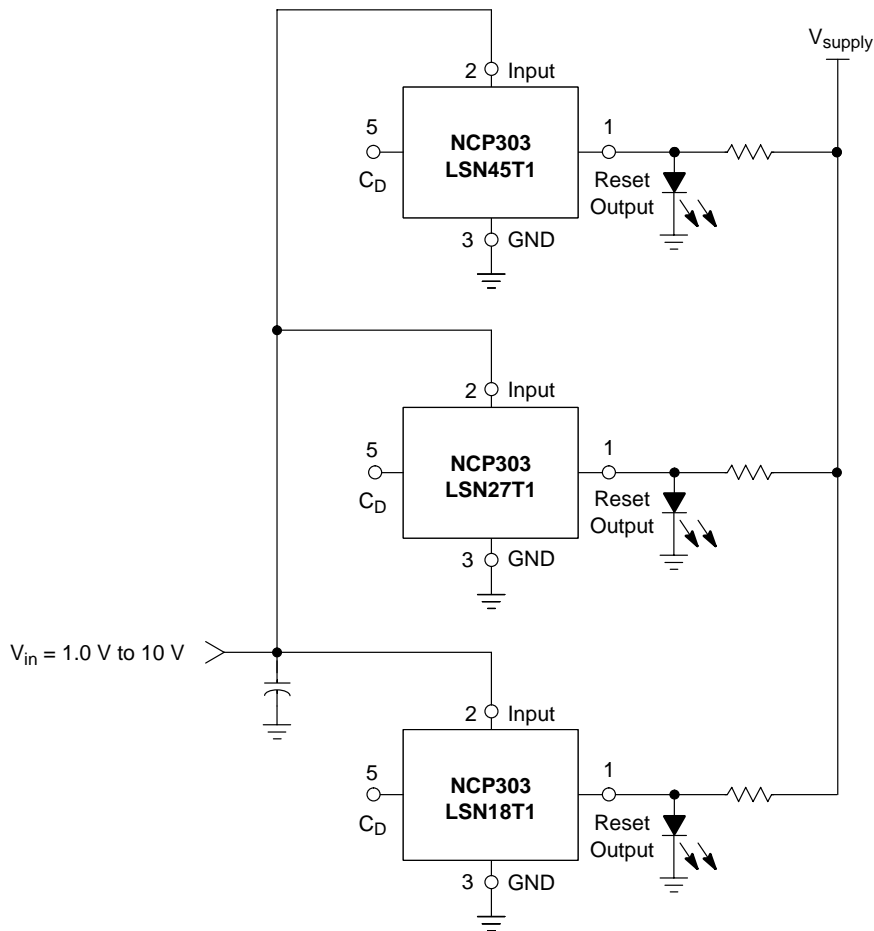 V_supply
2 Input
5
NCP303
LSN45T1
1
C_D
Reset
Output
3 GND
2 Input
5
NCP303
LSN27T1
1
C_D
Reset
Output
3 GND
V_in = 1.0 V to 10 V
2 Input
5
NCP303
LSN18T1
1
C_D
Reset
Output
3 GND